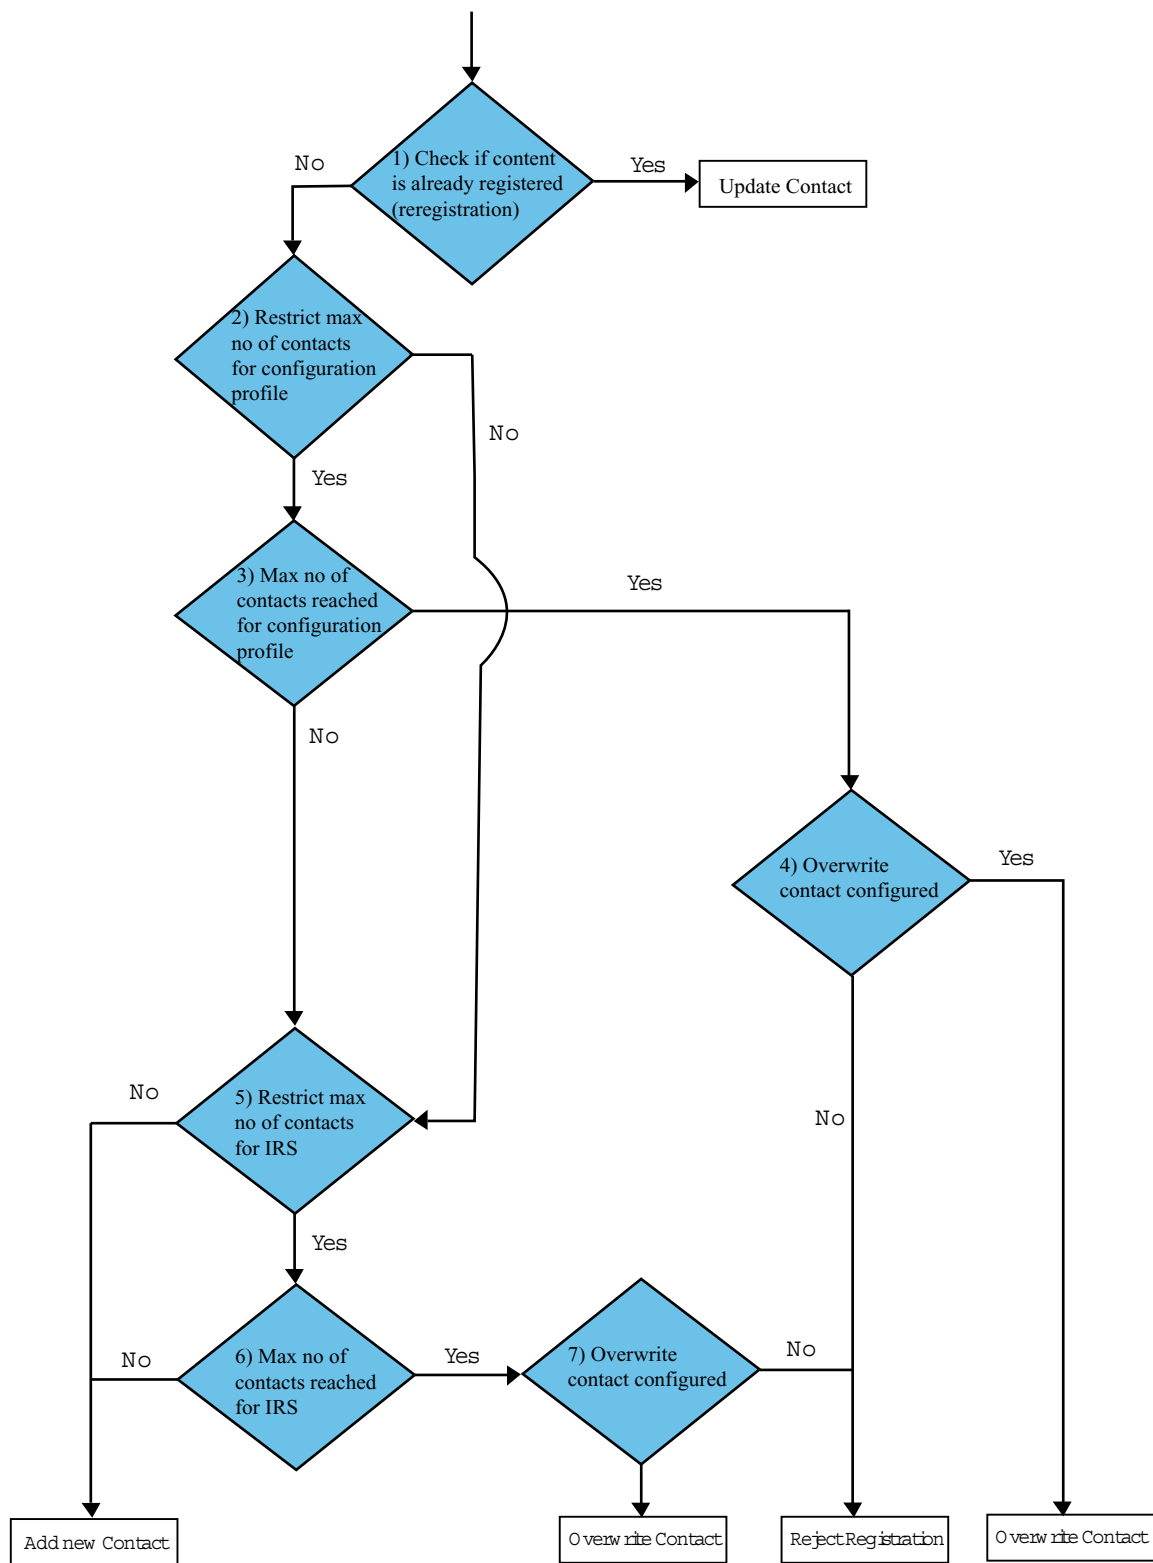 No
1) Check if content
is already registered
(reregistration)
Yes
Update Contact
2) Restrict max
no of contacts
for configuration
profile
No
Yes
3) Max no of
contacts reached
for configuration
profile
Yes
No
4) Overwrite
contact configured
Yes
No
5) Restrict max
no of contacts
for IRS
No
Yes
No
6) Max no of
contacts reached
for IRS
Yes
7) Overwrite
contact configured
No
Add new Contact
Overwrite Contact
Reject Registration
Overwrite Contact